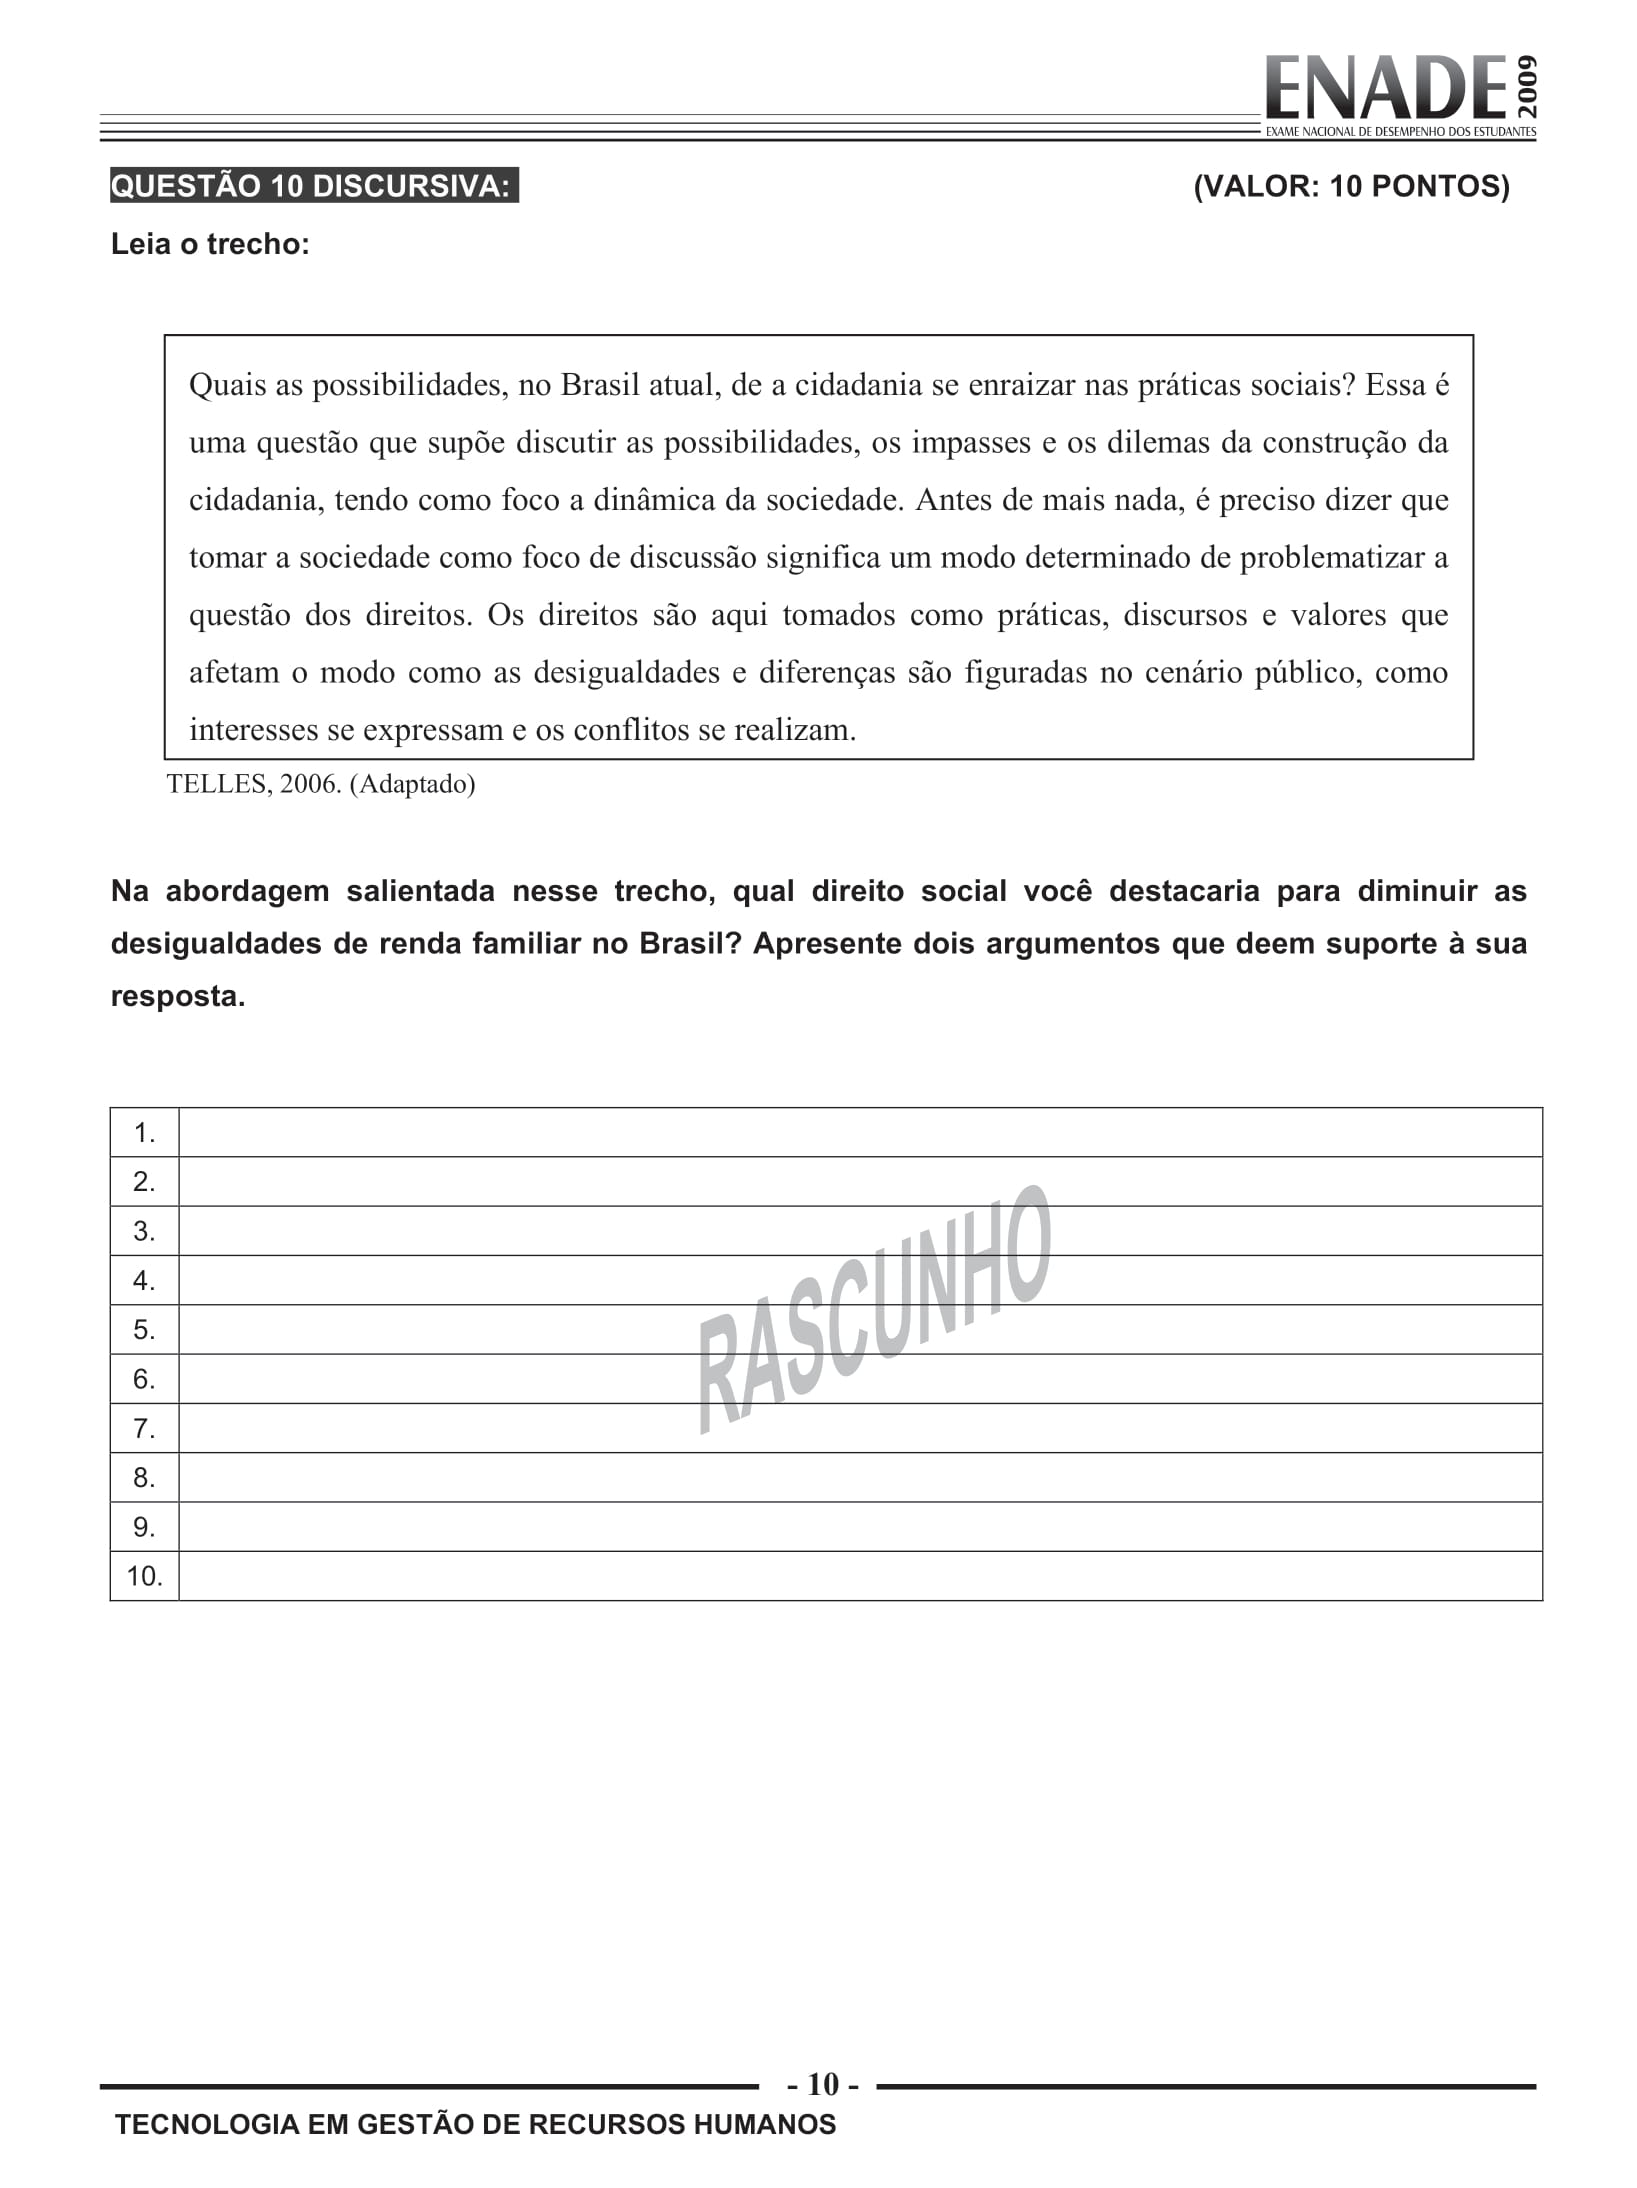 ENADE 2009
EXAME NACIONAL DE DESEMPENHO DOS ESTUDANTES
QUESTÃO 10 DISCURSIVA: (VALOR: 10 PONTOS)
Leia o trecho:
Quais as possibilidades, no Brasil atual, de a cidadania se enraizar nas práticas sociais? Essa é
uma questão que supõe discutir as possibilidades, os impasses e os dilemas da construção da
cidadania, tendo como foco a dinâmica da sociedade. Antes de mais nada, é preciso dizer que
tomar a sociedade como foco de discussão significa um modo determinado de problematizar a
questão dos direitos. Os direitos são aqui tomados como práticas, discursos e valores que
afetam o modo como as desigualdades e diferenças são figuradas no cenário público, como
interesses se expressam e os conflitos se realizam.
TELLES, 2006. (Adaptado)
Na abordagem salientada nesse trecho, qual direito social você destacaria para diminuir as
desigualdades de renda familiar no Brasil? Apresente dois argumentos que deem suporte à sua
resposta.
1.
2.
3.
4.
5.
6.
7.
8.
9.
10.
RASCUNHO
- 10 -
TECNOLOGIA EM GESTÃO DE RECURSOS HUMANOS